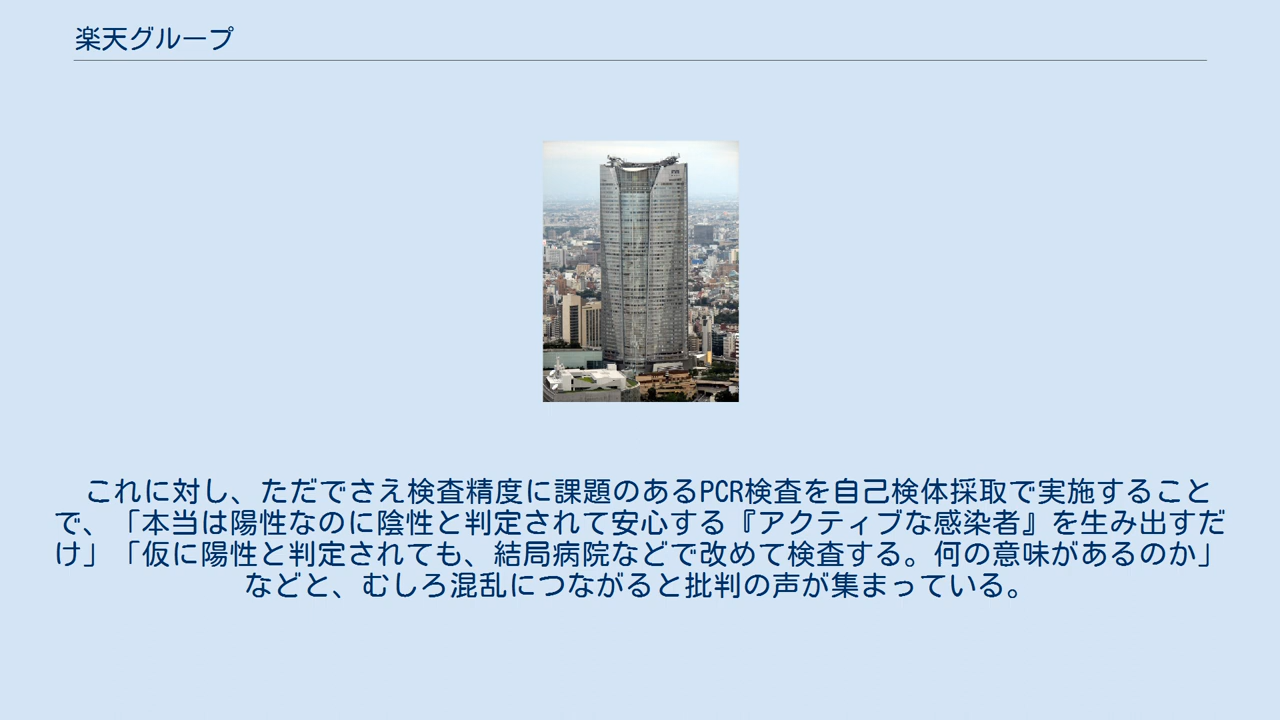 楽天グループ
これに対し、ただでさえ検査精度に課題のあるPCR検査を自己検体採取で実施すること
で、「本当は陽性なのに陰性と判定されて安心する『アクティブな感染者』を生み出すだ
け」「仮に陽性と判定されても、結局病院などで改めて検査する。何の意味があるのか」
などと、むしろ混乱につながると批判の声が集まっている。